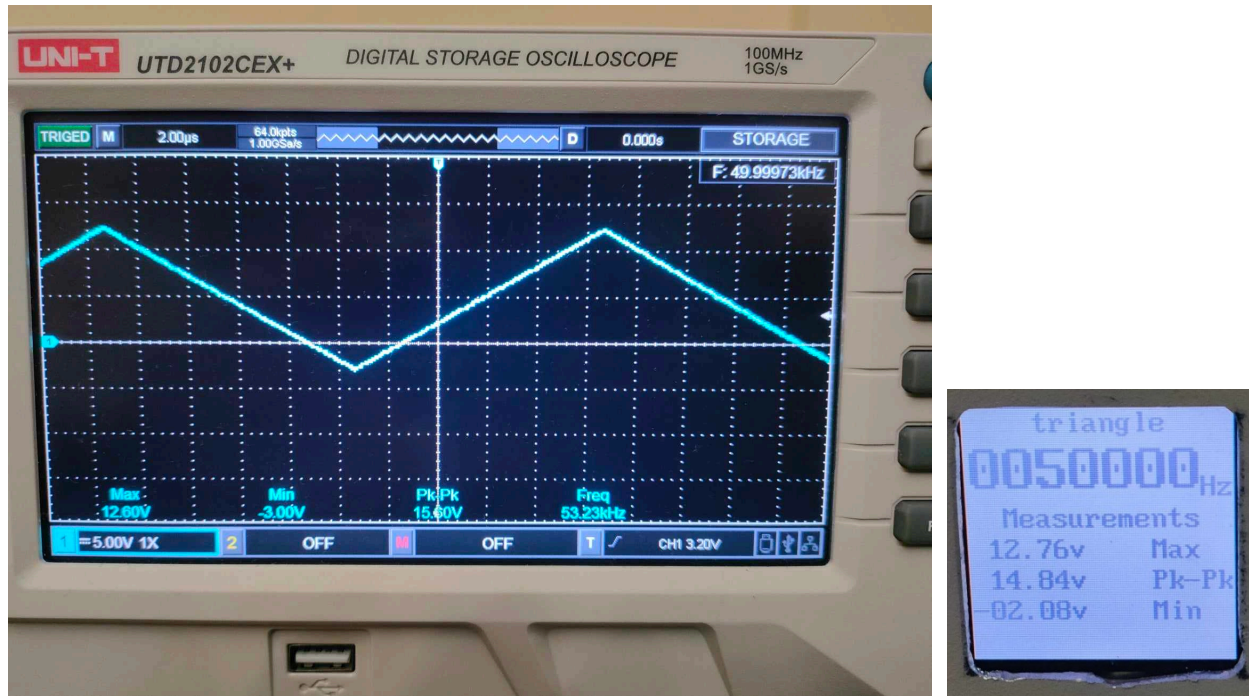 UNI-T UTD2102CEX+ DIGITAL STORAGE OSCILLOSCOPE 100MHz
1GS/s
TRIGED M 2.00μs 64.0kpts
1.00GSa/s
D 0.000s STORAGE
T
F: 49.99973kHz
1
Max Min Pk-Pk Freq
12.60V -3.00V 15.60V 53.23kHz
1 5.00V 1X 2 OFF M OFF T CH1 3.20V
triangle
0050000Hz
Measurements
12.76v Max
14.84v Pk-Pk
-02.08v Min